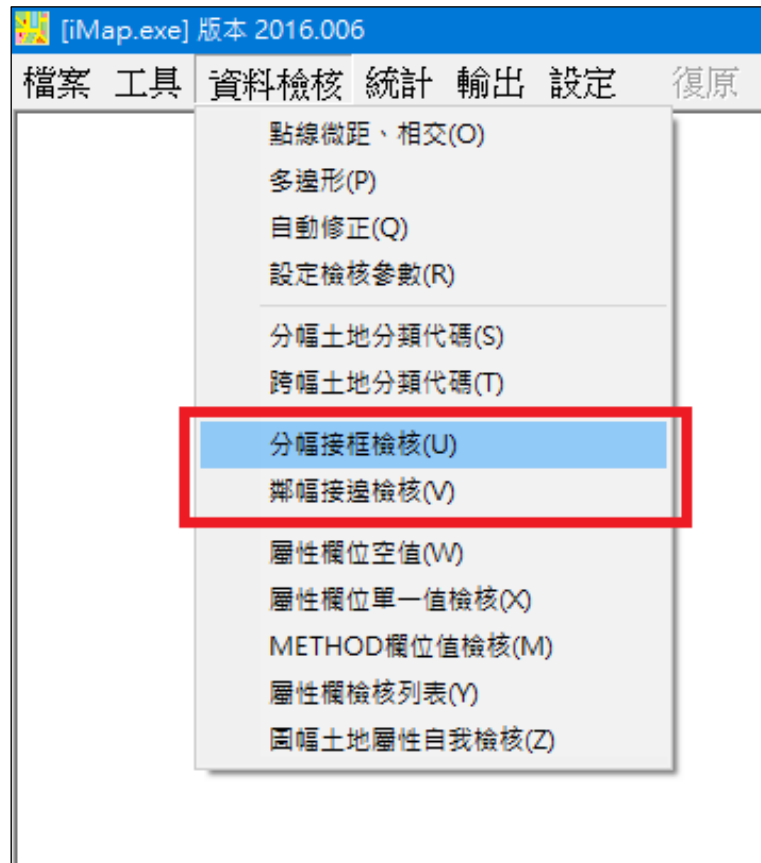 [iMap.exe] 版本 2016.006
檔案 工具 資料檢核 統計 輸出 設定 復原
點線微距、相交(O)
多邊形(P)
自動修正(Q)
設定檢核參數(R)
分幅土地分類代碼(S)
跨幅土地分類代碼(T)
分幅接框檢核(U)
鄰幅接邊檢核(V)
屬性欄位空值(W)
屬性欄位單一值檢核(X)
METHOD欄位值檢核(M)
屬性欄檢核列表(Y)
圖幅土地屬性自我檢核(Z)